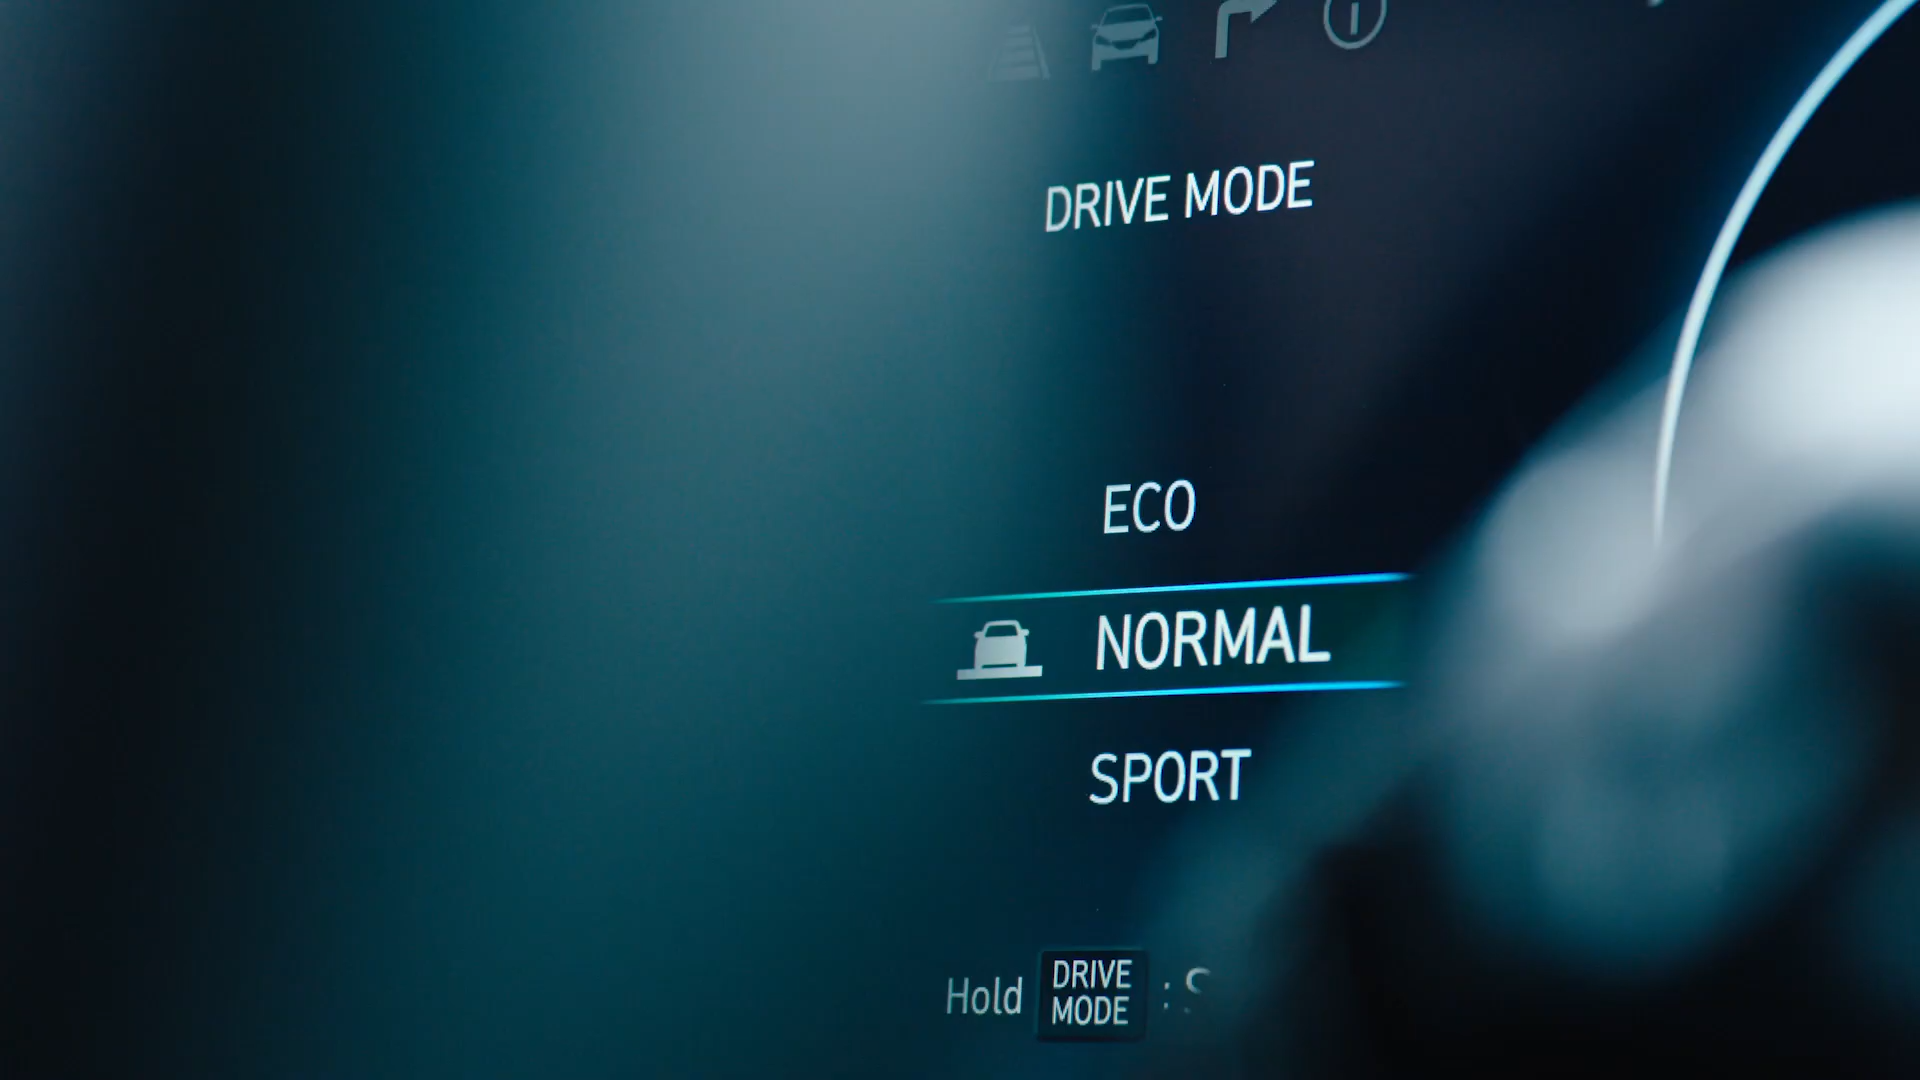 DRIVE MODE
ECO
NORMAL
SPORT
Hold DRIVE MODE :